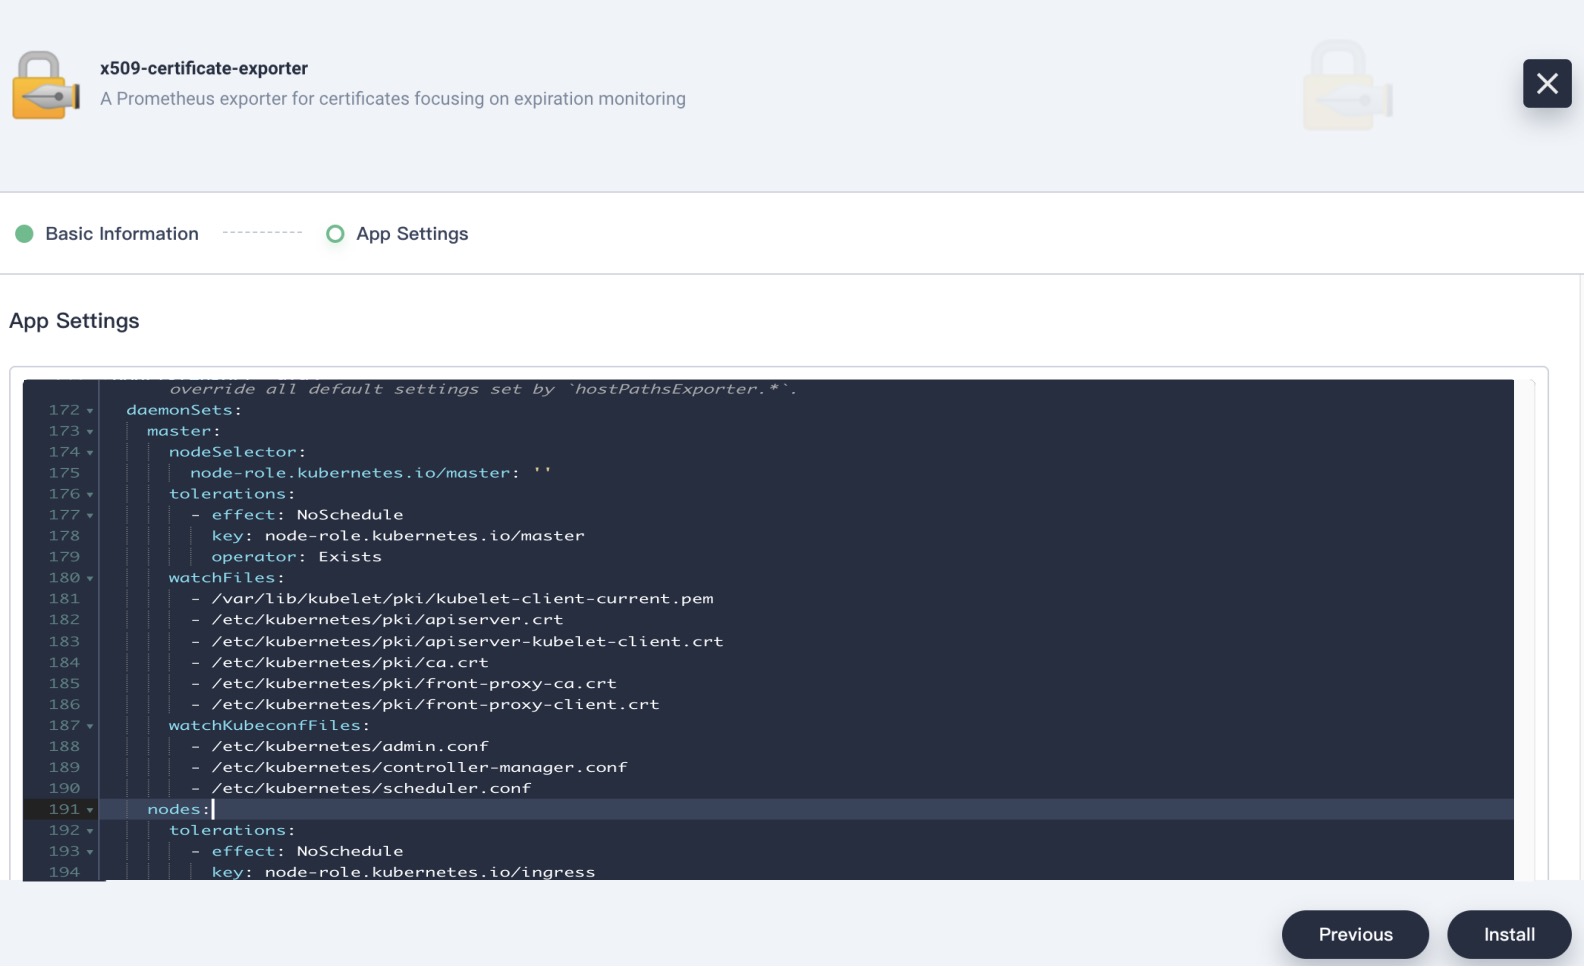 x509-certificate-exporter
A Prometheus exporter for certificates focusing on expiration monitoring
Basic Information
App Settings
App Settings
override all default settings set by `hostPathsExporter.*`.
172 daemonSets:
173 master:
174 nodeSelector:
175 node-role.kubernetes.io/master: ''
176 tolerations:
177 - effect: NoSchedule
178 key: node-role.kubernetes.io/master
179 operator: Exists
180 watchFiles:
181 - /var/lib/kubelet/pki/kubelet-client-current.pem
182 - /etc/kubernetes/pki/apiserver.crt
183 - /etc/kubernetes/pki/apiserver-kubelet-client.crt
184 - /etc/kubernetes/pki/ca.crt
185 - /etc/kubernetes/pki/front-proxy-ca.crt
186 - /etc/kubernetes/pki/front-proxy-client.crt
187 watchKubeconfFiles:
188 - /etc/kubernetes/admin.conf
189 - /etc/kubernetes/controller-manager.conf
190 - /etc/kubernetes/scheduler.conf
191 nodes:
192 tolerations:
193 - effect: NoSchedule
194 key: node-role.kubernetes.io/ingress
Previous
Install